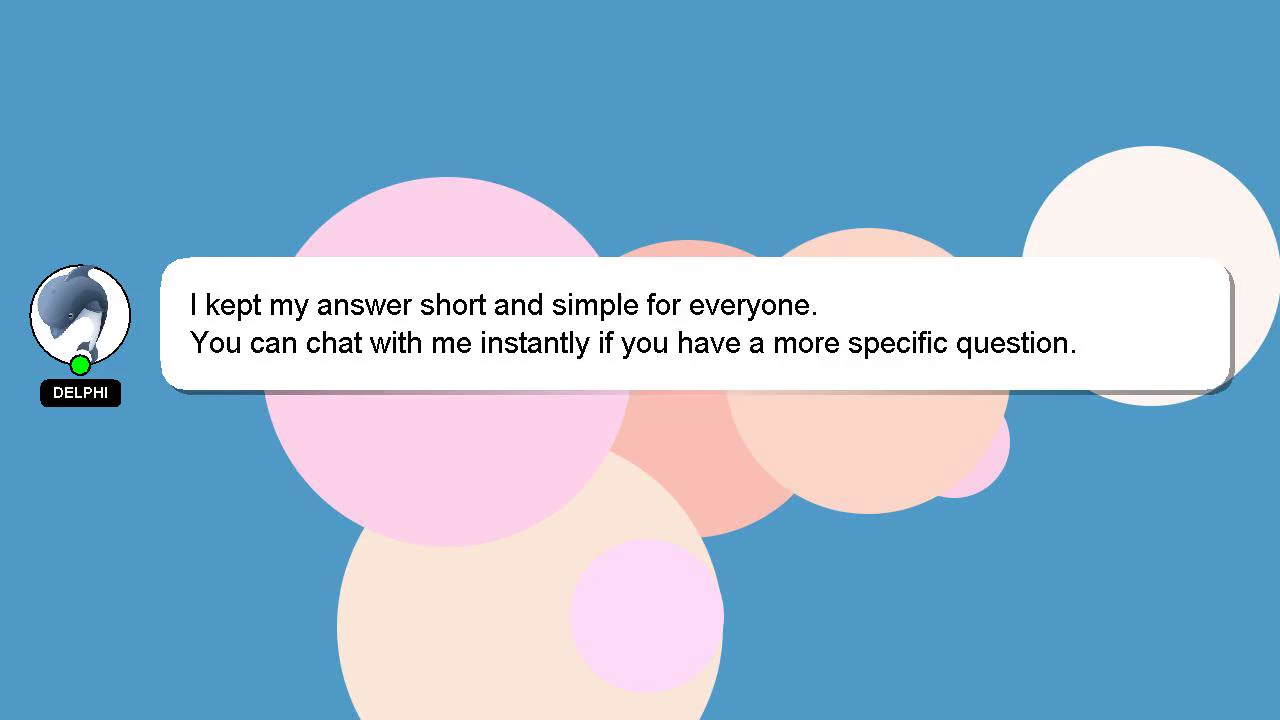 I kept my answer short and simple for everyone.
You can chat with me instantly if you have a more specific question.
DELPHI